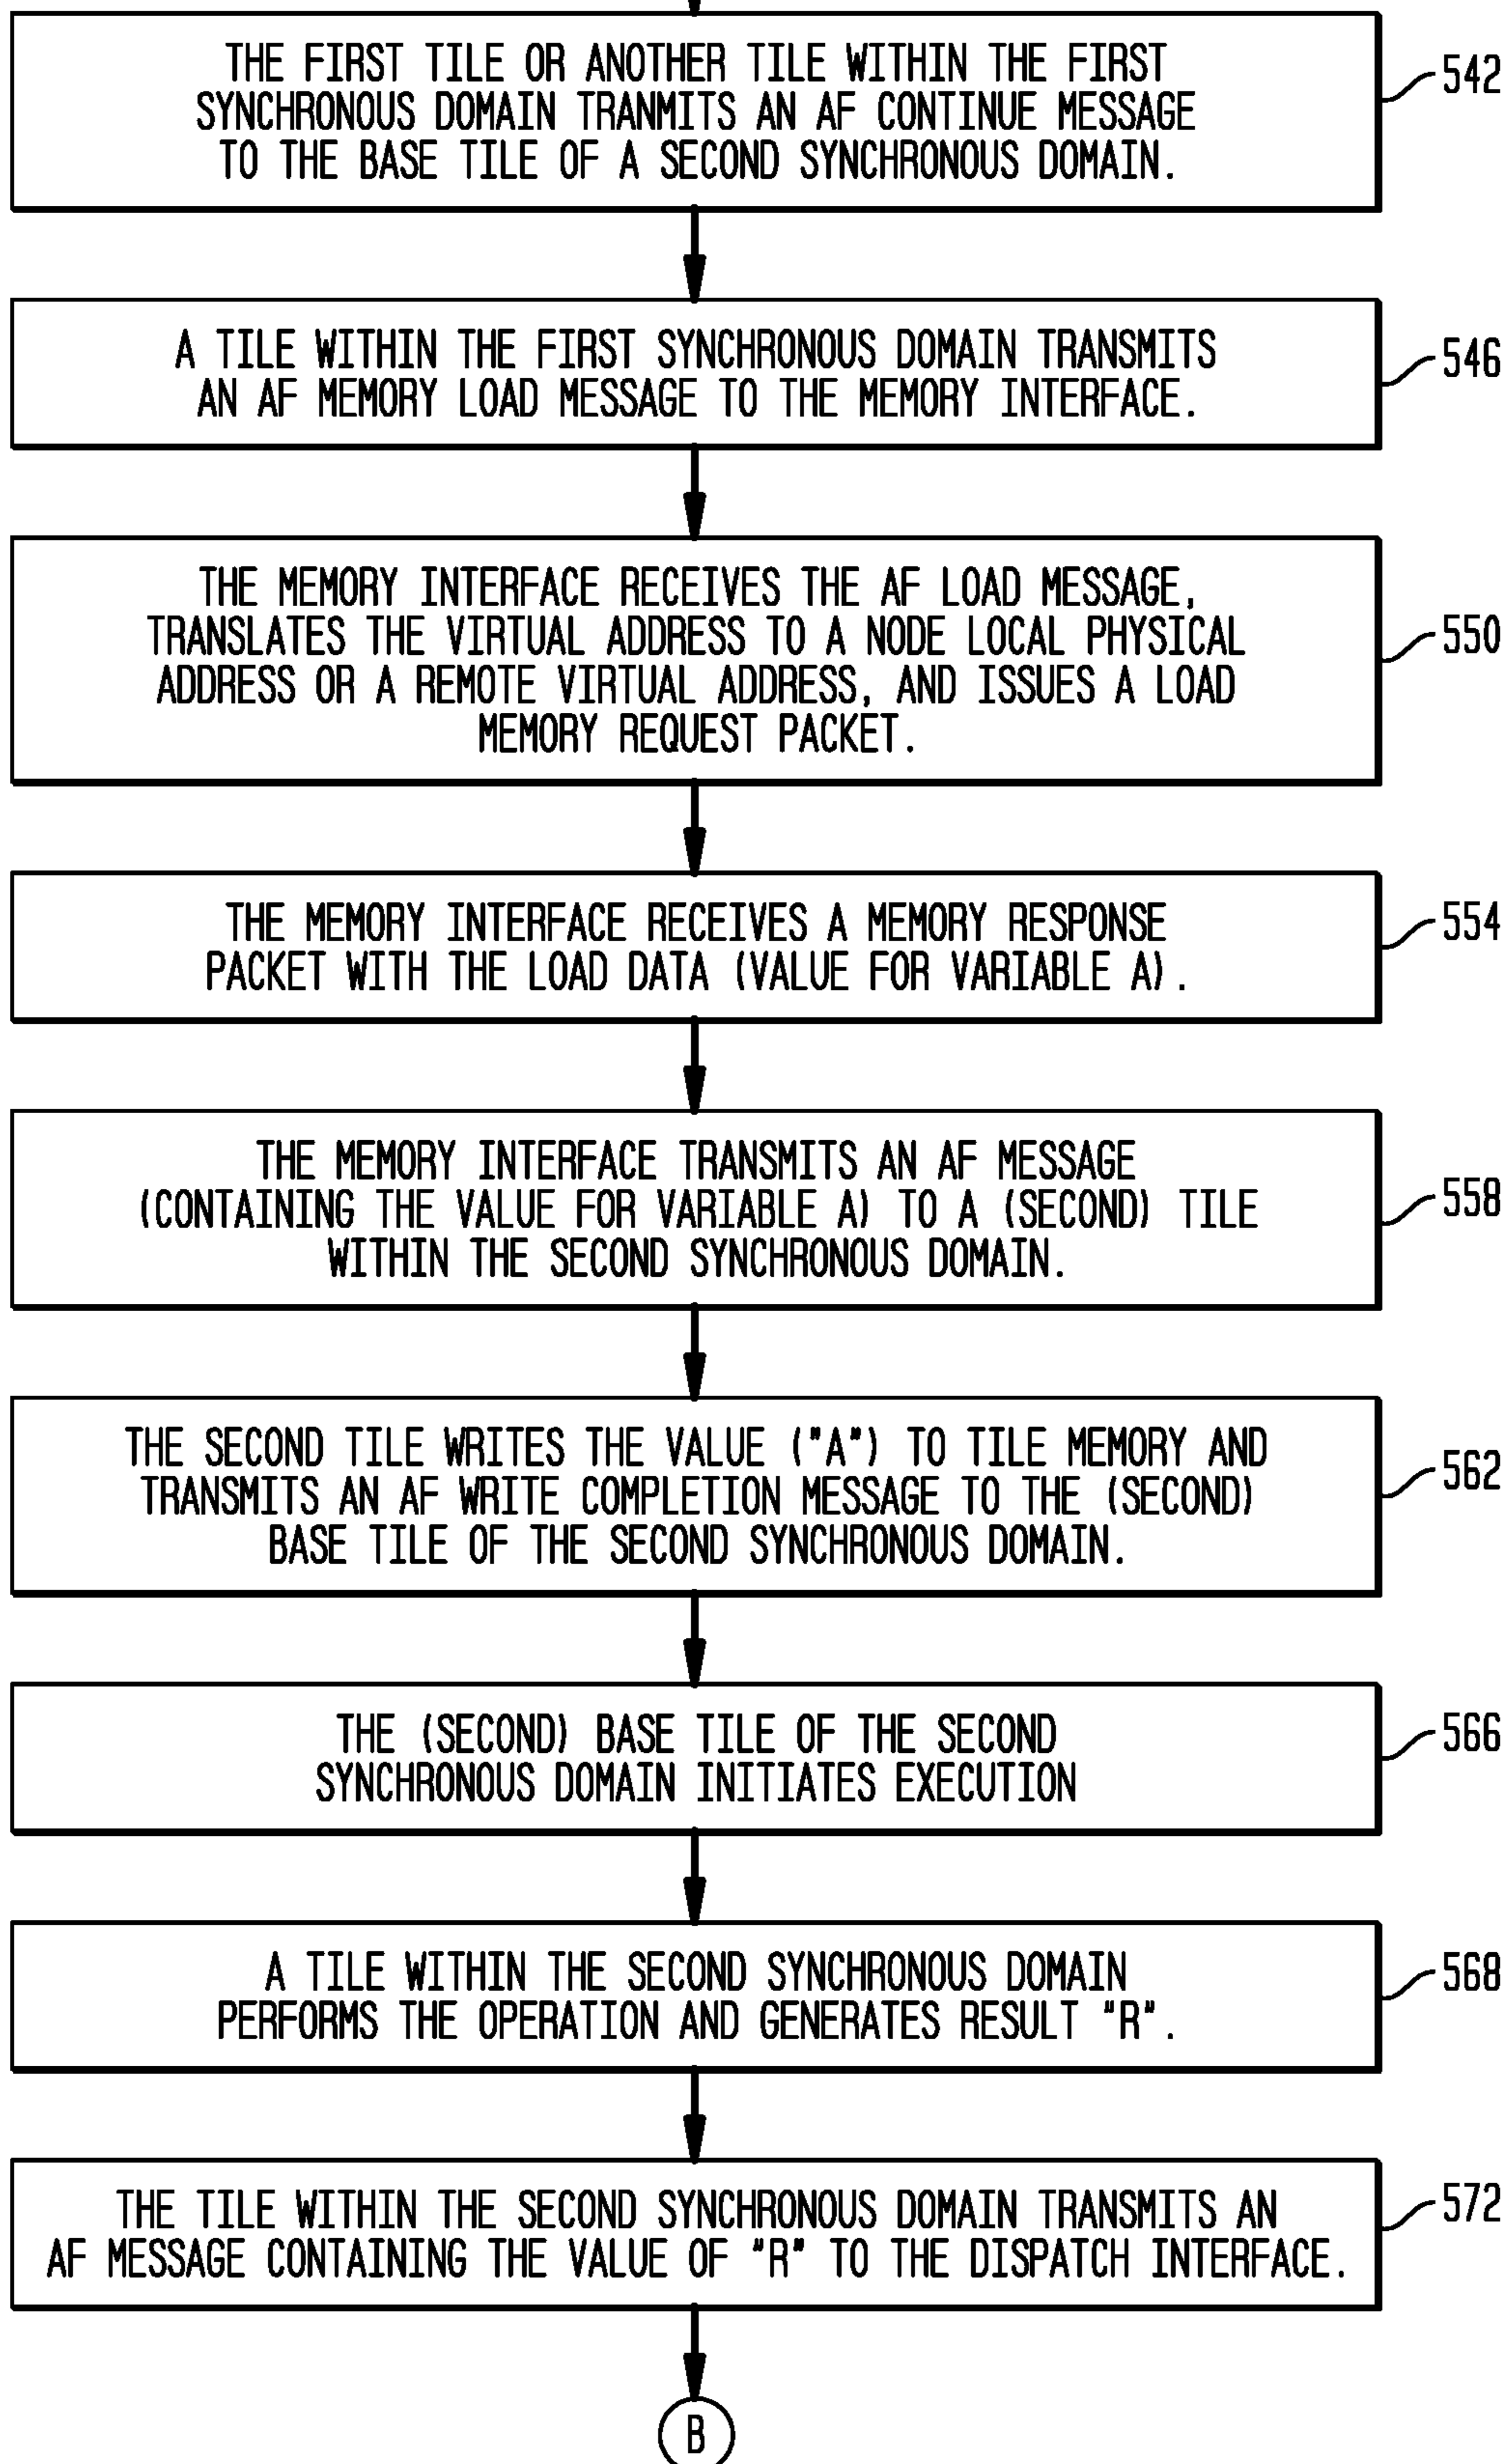 THE FIRST TILE OR ANOTHER TILE WITHIN THE FIRST
SYNCHRONOUS DOMAIN TRANMITS AN AF CONTINUE MESSAGE
TO THE BASE TILE OF A SECOND SYNCHRONOUS DOMAIN.
542
A TILE WITHIN THE FIRST SYNCHRONOUS DOMAIN TRANSMITS
AN AF MEMORY LOAD MESSAGE TO THE MEMORY INTERFACE.
546
THE MEMORY INTERFACE RECEIVES THE AF LOAD MESSAGE,
TRANSLATES THE VIRTUAL ADDRESS TO A NODE LOCAL PHYSICAL
ADDRESS OR A REMOTE VIRTUAL ADDRESS, AND ISSUES A LOAD
MEMORY REQUEST PACKET.
550
THE MEMORY INTERFACE RECEIVES A MEMORY RESPONSE
PACKET WITH THE LOAD DATA (VALUE FOR VARIABLE A).
554
THE MEMORY INTERFACE TRANSMITS AN AF MESSAGE
(CONTAINING THE VALUE FOR VARIABLE A) TO A (SECOND) TILE
WITHIN THE SECOND SYNCHRONOUS DOMAIN.
558
THE SECOND TILE WRITES THE VALUE ("A") TO TILE MEMORY AND
TRANSMITS AN AF WRITE COMPLETION MESSAGE TO THE (SECOND)
BASE TILE OF THE SECOND SYNCHRONOUS DOMAIN.
562
THE (SECOND) BASE TILE OF THE SECOND
SYNCHRONOUS DOMAIN INITIATES EXECUTION
566
A TILE WITHIN THE SECOND SYNCHRONOUS DOMAIN
PERFORMS THE OPERATION AND GENERATES RESULT "R".
568
THE TILE WITHIN THE SECOND SYNCHRONOUS DOMAIN TRANSMITS AN
AF MESSAGE CONTAINING THE VALUE OF "R" TO THE DISPATCH INTERFACE.
572
B